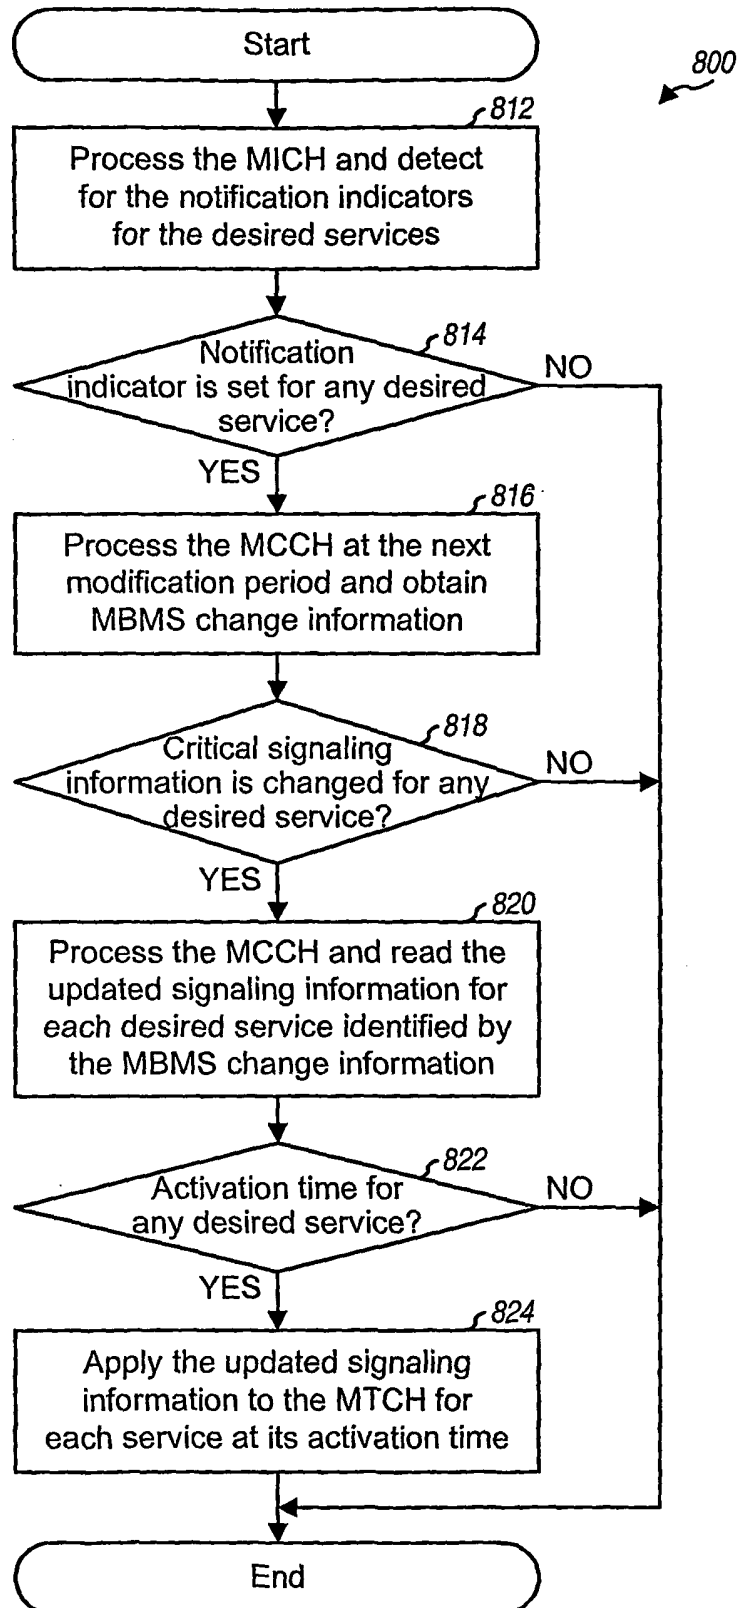 Start
800
812
Process the MICH and detect
for the notification indicators
for the desired services
814
Notification
indicator is set for any desired
service?
NO
YES
816
Process the MCCH at the next
modification period and obtain
MBMS change information
818
Critical signaling
information is changed for any
desired service?
NO
YES
820
Process the MCCH and read the
updated signaling information for
each desired service identified by
the MBMS change information
822
Activation time for
any desired service?
NO
YES
824
Apply the updated signaling
information to the MTCH for
each service at its activation time
End